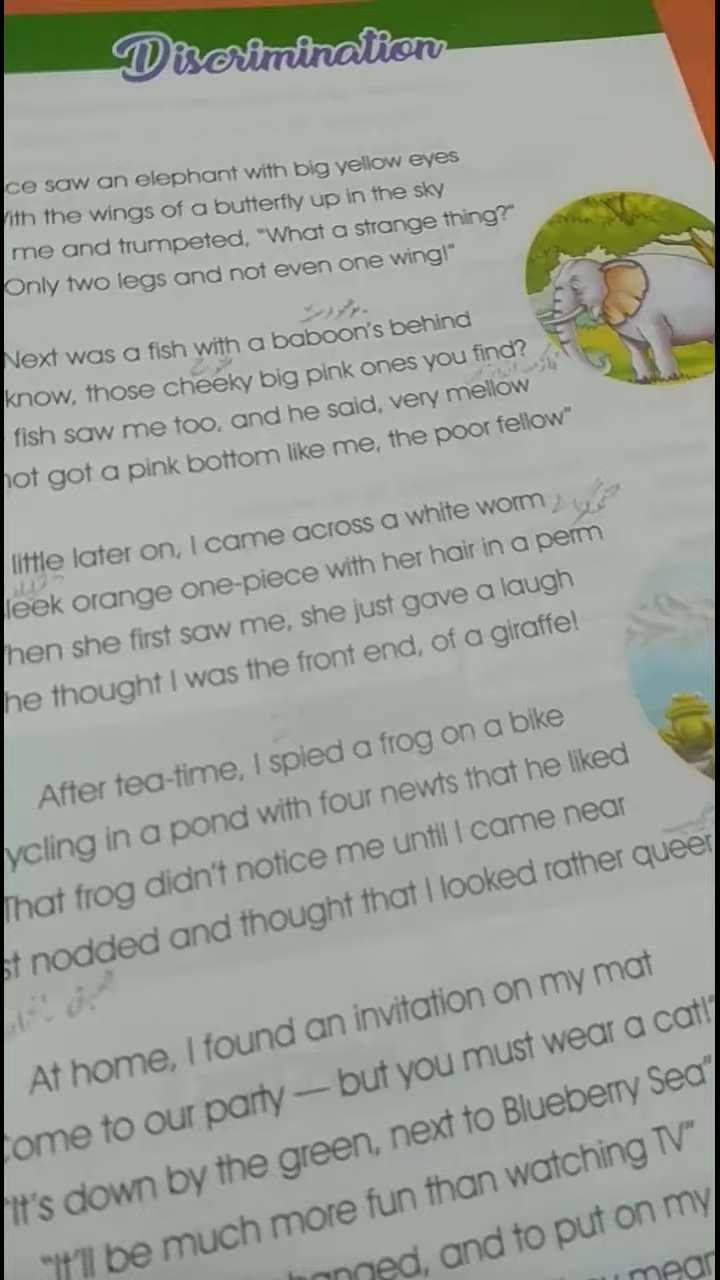 Discrimination
ce saw an elephant with big yellow eyes
ith the wings of a butterfly up in the sky
me and trumpeted, "What a strange thing?"
Only two legs and not even one wing!"
Next was a fish with a baboon's behind
know, those cheeky big pink ones you find?
fish saw me too, and he said, very mellow
not got a pink bottom like me, the poor fellow"
little later on, I came across a white worm
leek orange one-piece with her hair in a perm
hen she first saw me, she just gave a laugh
he thought I was the front end, of a giraffe!
After tea-time, I spied a frog on a bike
ycling in a pond with four newts that he liked
That frog didn't notice me until I came near
st nodded and thought that I looked rather queer
At home, I found an invitation on my mat
ome to our party — but you must wear a cat!"
"It's down by the green, next to Blueberry Sea"
"It'll be much more fun than watching TV"
hanged, and to put on my
mean